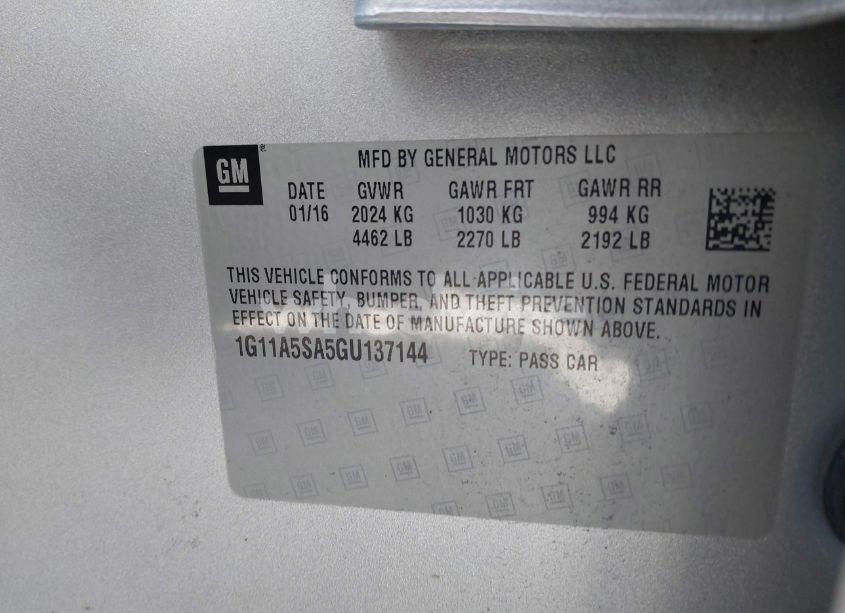 GM
MFD BY GENERAL MOTORS LLC
DATE GVWR GAWR FRT GAWR RR
01/16 2024 KG 1030 KG 994 KG
4462 LB 2270 LB 2192 LB
THIS VEHICLE CONFORMS TO ALL APPLICABLE U.S. FEDERAL MOTOR
VEHICLE SAFETY, BUMPER, AND THEFT PREVENTION STANDARDS IN
EFFECT ON THE DATE OF MANUFACTURE SHOWN ABOVE.
1G11A5SA5GU137144 TYPE: PASS CAR